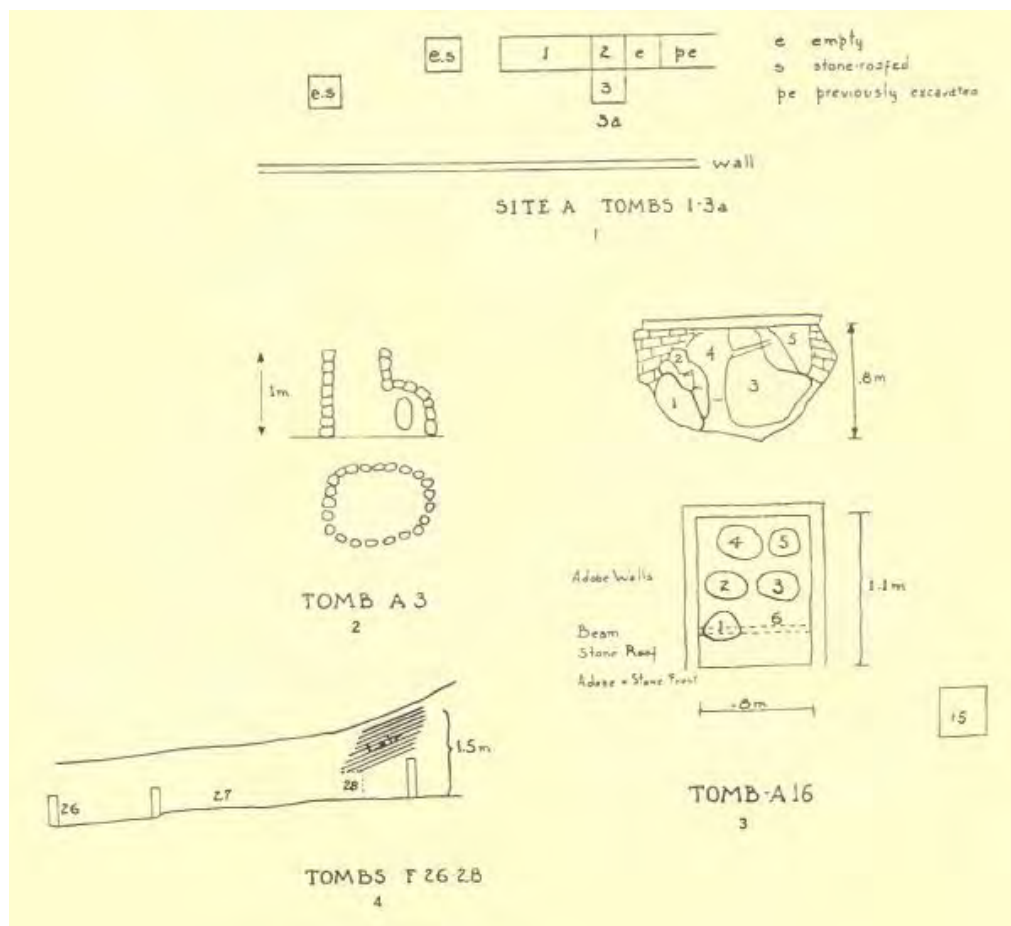 e.s 1 2 e pe
e.s 3
3a
e empty
s stone-roofed
pe previously excavated
wall
SITE A TOMBS 1-3a
1
1m
TOMB A 3
2
1 2 4 3 5
.8m
4 5
2 3
1 6
Adobe Walls
Beam
Stone Roof
Adobe + Stone Front
1.1m
.8m
15
TOMB-A 16
3
26 27 28
1.5m
TOMBS F 26-28
4